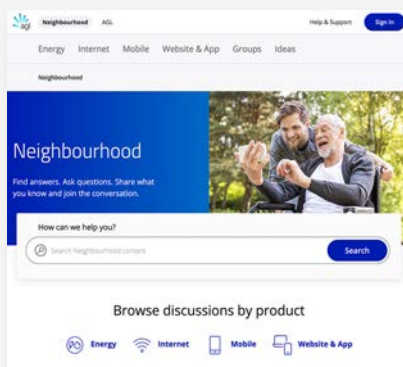 agl Neighbourhood AGL Help & Support Sign in
Energy Internet Mobile Website & App Groups Ideas
Neighbourhood
Neighbourhood
Find answers. Ask questions. Share what
you know and join the conversation.
How can we help you?
Search Neighbourhood content Search
Browse discussions by product
Energy Internet Mobile Website & App